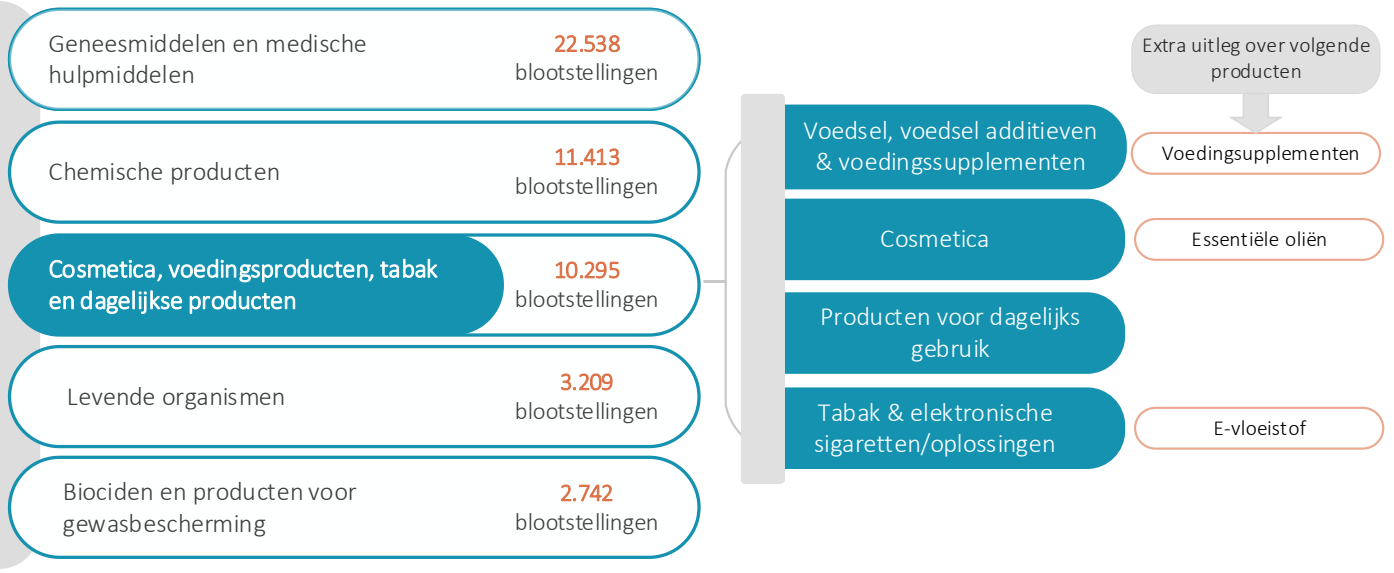 Geneesmiddelen en medische
hulpmiddelen
22.538
blootstellingen
Chemische producten
11.413
blootstellingen
Cosmetica, voedingsproducten, tabak
en dagelijkse producten
10.295
blootstellingen
Levende organismen
3.209
blootstellingen
Biociden en producten voor
gewasbescherming
2.742
blootstellingen
Voedsel, voedsel additieven
& voedingssupplementen
Cosmetica
Producten voor dagelijks
gebruik
Tabak & elektronische
sigaretten/oplossingen
Extra uitleg over volgende
producten
Voedingsupplementen
Essentiële oliën
E-vloeistof